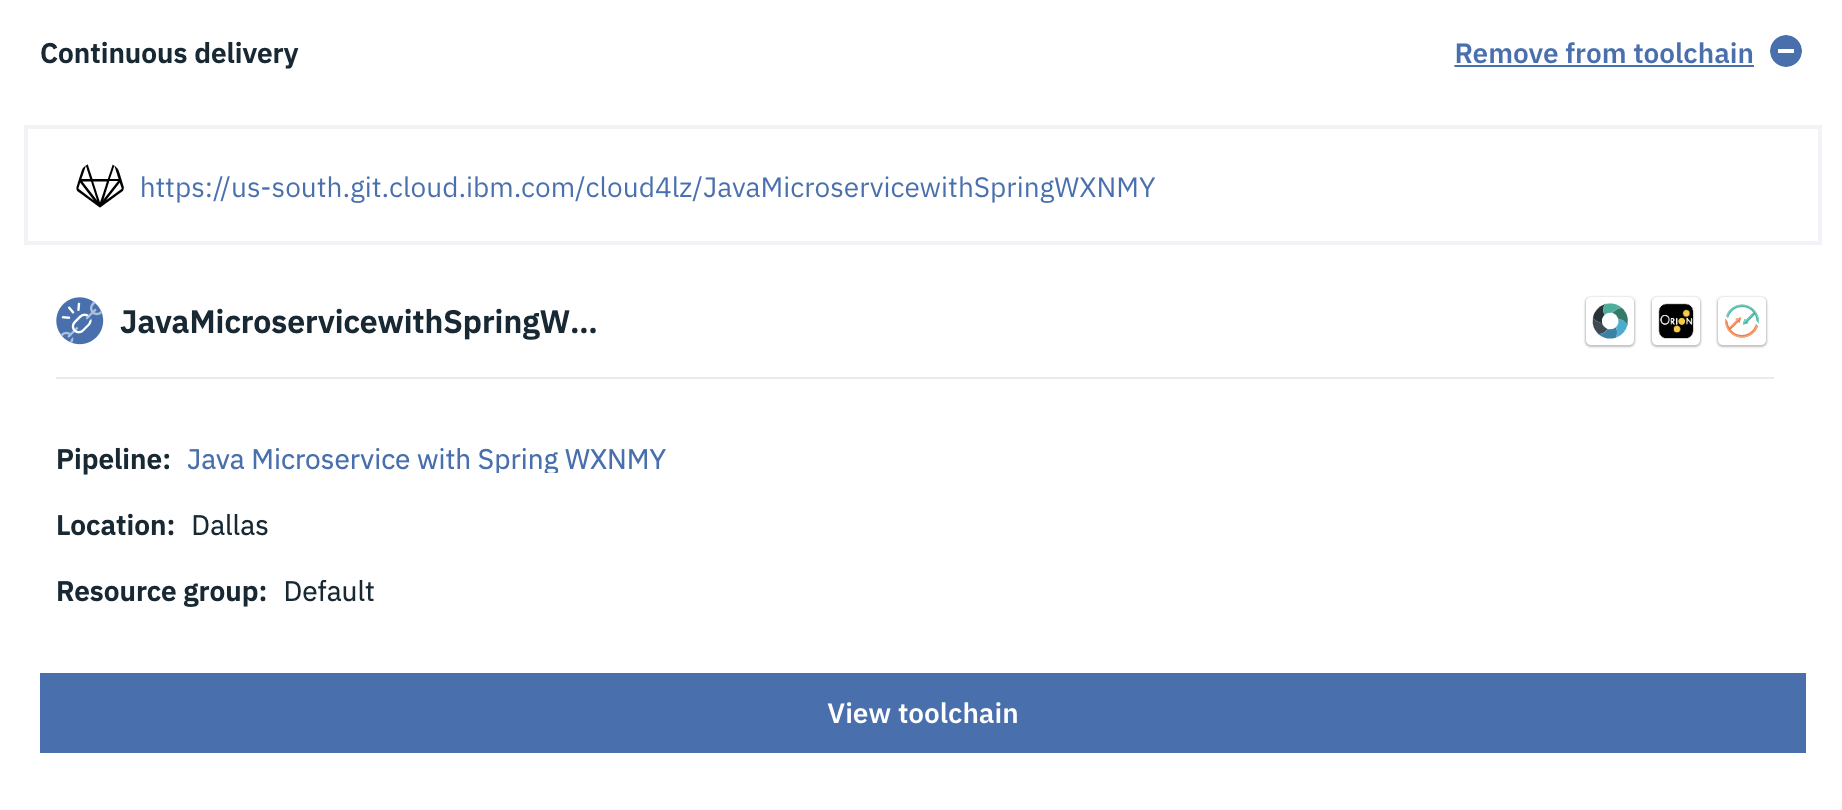 Continuous delivery
Remove from toolchain
https://us-south.git.cloud.ibm.com/cloud4lz/JavaMicroservicewithSpringWXNMY
JavaMicroservicewithSpringW...
ORION
Pipeline: Java Microservice with Spring WXNMY
Location: Dallas
Resource group: Default
View toolchain